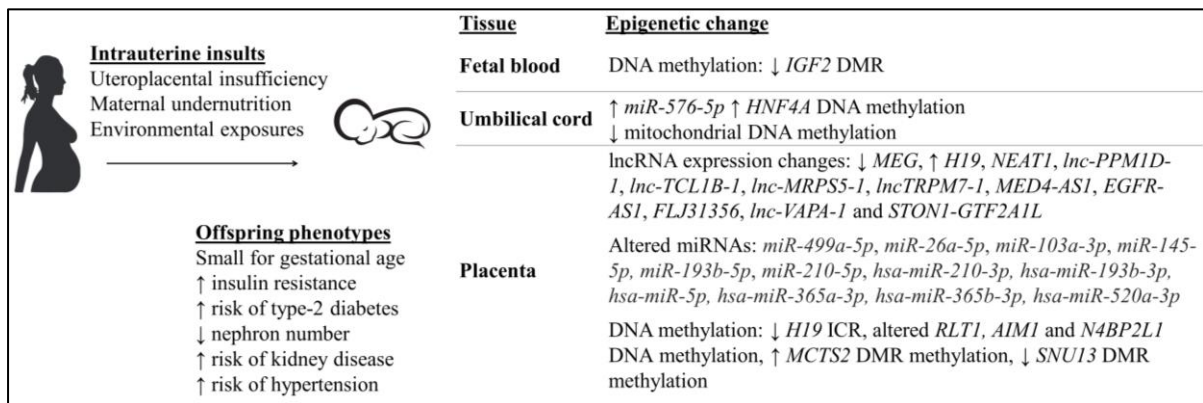 Intrauterine insults
Uteroplacental insufficiency
Maternal undernutrition
Environmental exposures
Offspring phenotypes
Small for gestational age
↑ insulin resistance
↑ risk of type-2 diabetes
↓ nephron number
↑ risk of kidney disease
↑ risk of hypertension
Tissue Epigenetic change
Fetal blood DNA methylation: ↓ IGF2 DMR
Umbilical cord ↑ miR-576-5p ↑ HNF4A DNA methylation
↓ mitochondrial DNA methylation
Placenta
lncRNA expression changes: ↓ MEG, ↑ H19, NEAT1, lnc-PPM1D-
1, lnc-TCL1B-1, lnc-MRPS5-1, lncTRPM7-1, MED4-AS1, EGFR-
AS1, FLJ31356, lnc-VAPA-1 and STON1-GTF2A1L
Altered miRNAs: miR-499a-5p, miR-26a-5p, miR-103a-3p, miR-145-
5p, miR-193b-5p, miR-210-5p, hsa-miR-210-3p, hsa-miR-193b-3p,
hsa-miR-5p, hsa-miR-365a-3p, hsa-miR-365b-3p, hsa-miR-520a-3p
DNA methylation: ↓ H19 ICR, altered RLT1, AIM1 and N4BP2L1
DNA methylation, ↑ MCTS2 DMR methylation, ↓ SNU13 DMR
methylation